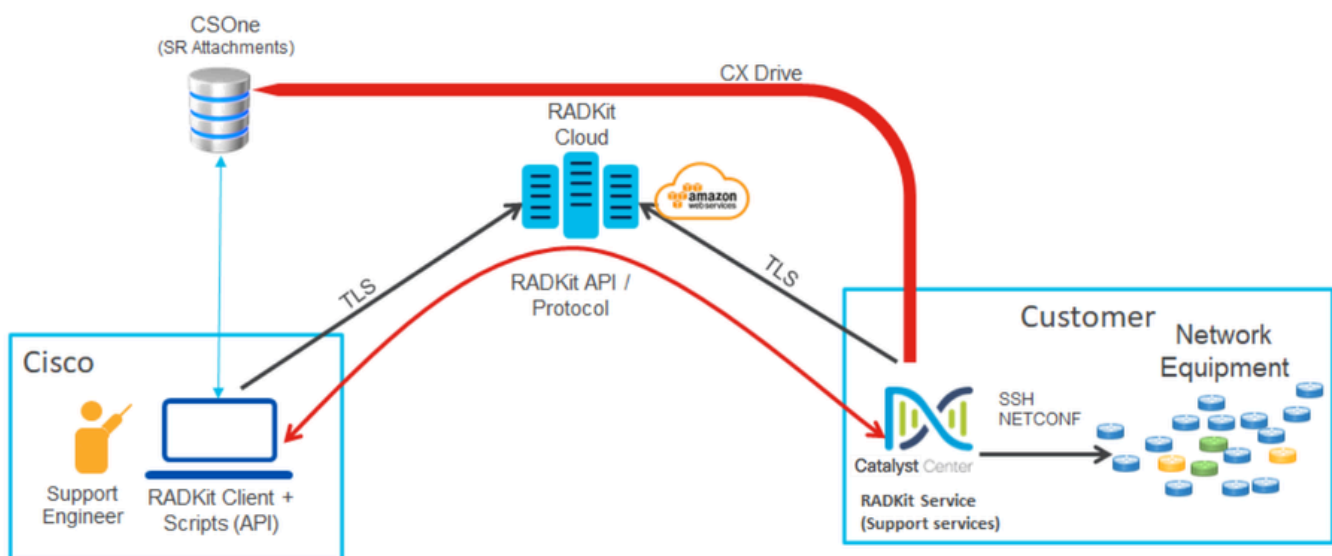 CSOne
(SR Attachments)
CX Drive
RADKit
Cloud
amazon
webservices
TLS
TLS
RADKit API /
Protocol
Cisco
Support
Engineer
RADKit Client +
Scripts (API)
Customer
Network
Equipment
SSH
NETCONF
Catalyst Center
RADKit Service
(Support services)